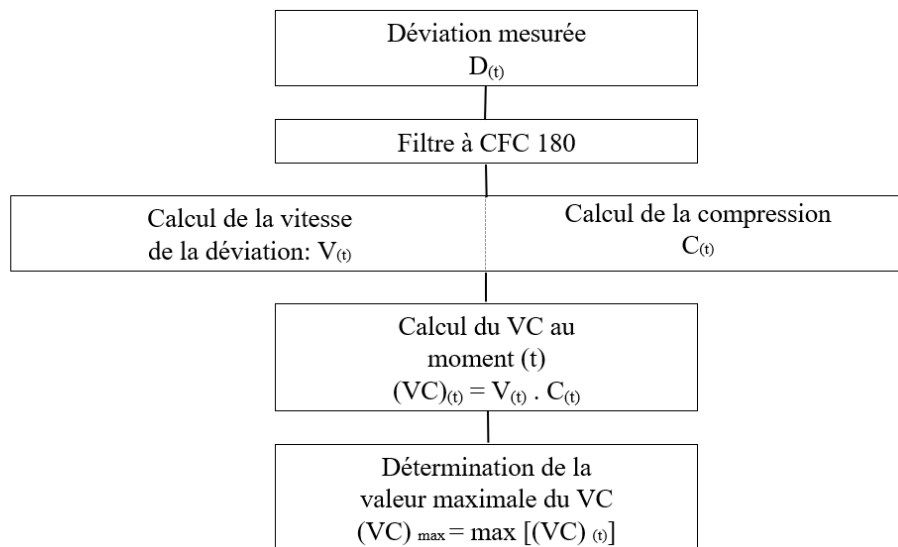 Déviation mesurée
D(t)
Filtre à CFC 180
Calcul de la vitesse
de la déviation: V(t)
Calcul de la compression
C(t)
Calcul du VC au
moment (t)
(VC)(t) = V(t) . C(t)
Détermination de la
valeur maximale du VC
(VC) max = max [(VC) (t)]